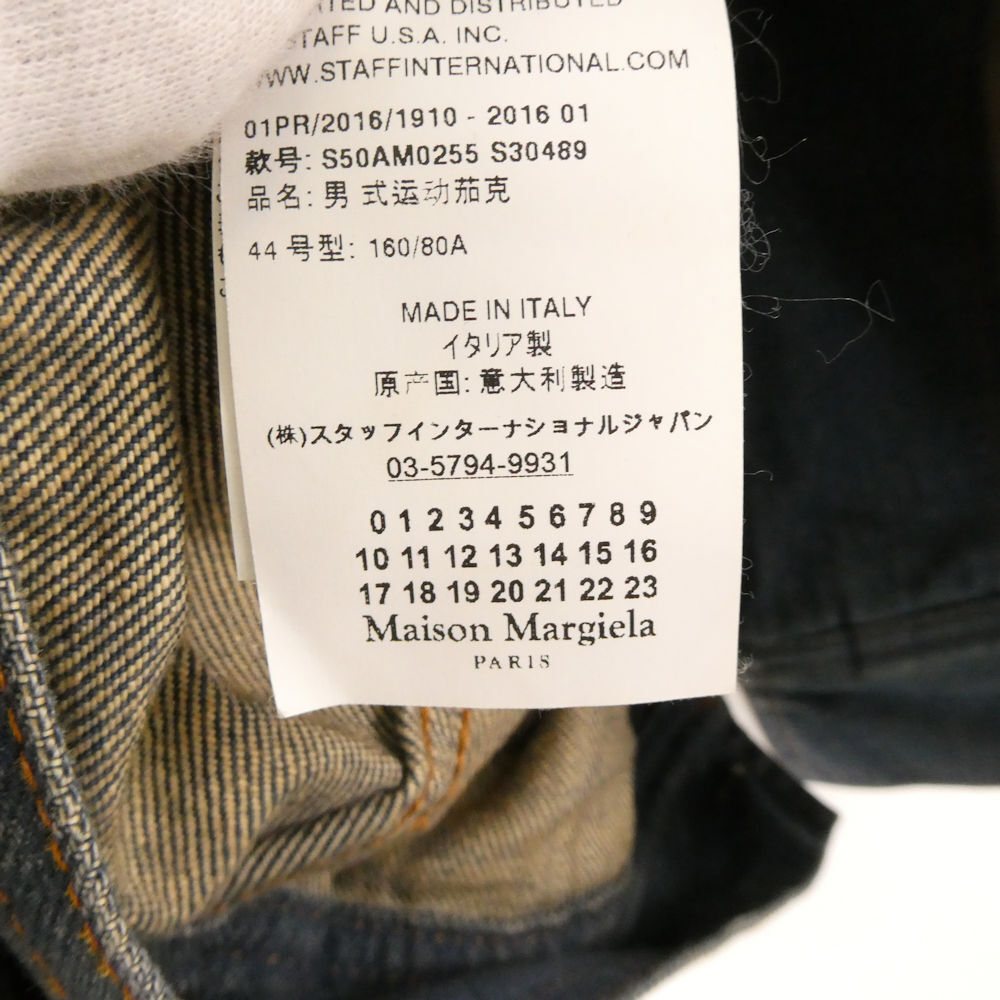 AND DISTRIBUTED
STAFF U.S.A. INC.
WWW.STAFFINTERNATIONAL.COM
01PR/2016/1910 - 2016 01
款号: S50AM0255 S30489
品名: 男 式运动茄克
44 号型: 160/80A
MADE IN ITALY
イタリア製
原产国: 意大利製造
(株)スタッフインターナショナルジャパン
03-5794-9931
0 1 2 3 4 5 6 7 8 9
10 11 12 13 14 15 16
17 18 19 20 21 22 23
Maison Margiela
PARIS